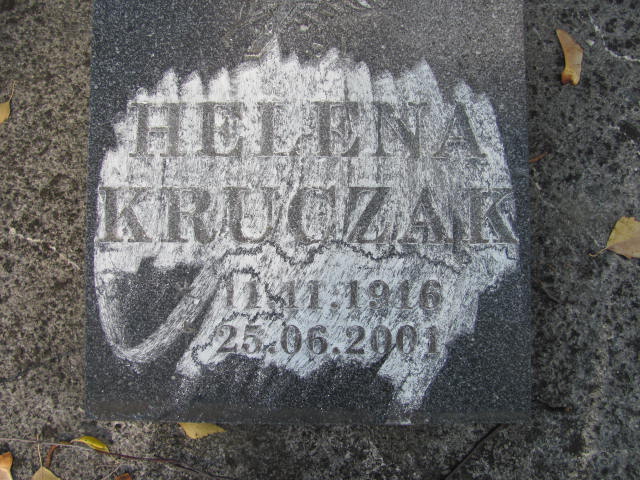 HELENA
KRUCZAK
* 11.11.1916
25.06.2001